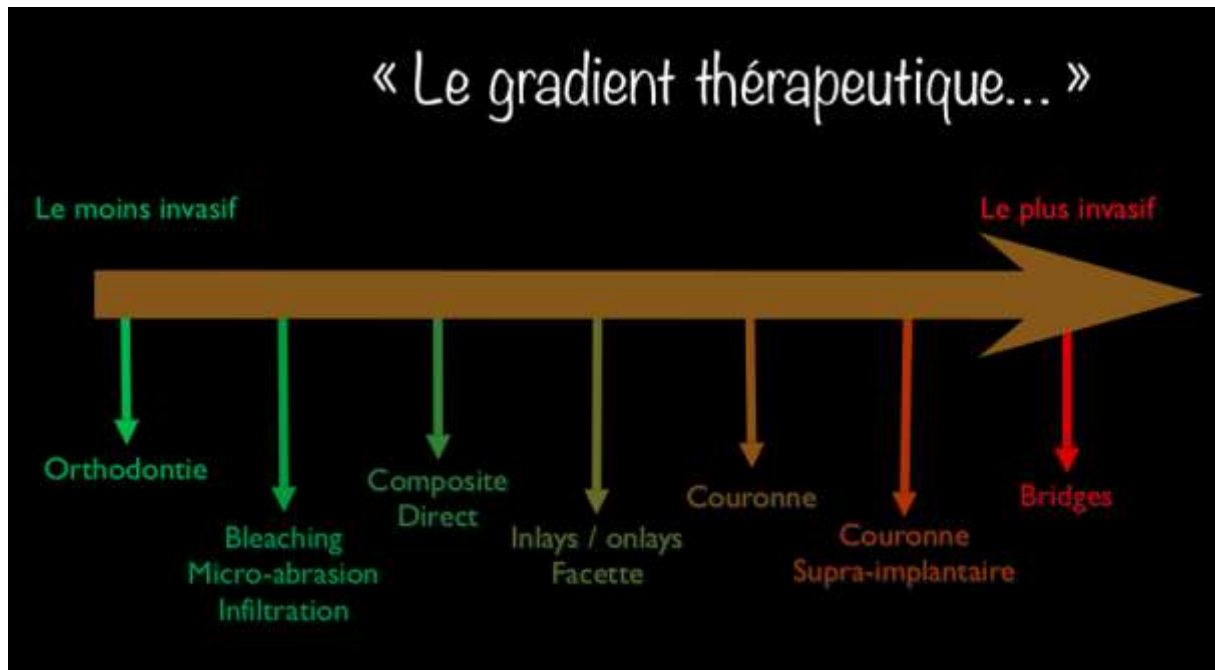 « Le gradient thérapeutique... »
Le moins invasif
Le plus invasif
Orthodontie
Bleaching
Micro-abrasion
Infiltration
Composite
Direct
Inlays / onlays
Facette
Couronne
Couronne
Supra-implantaire
Bridges